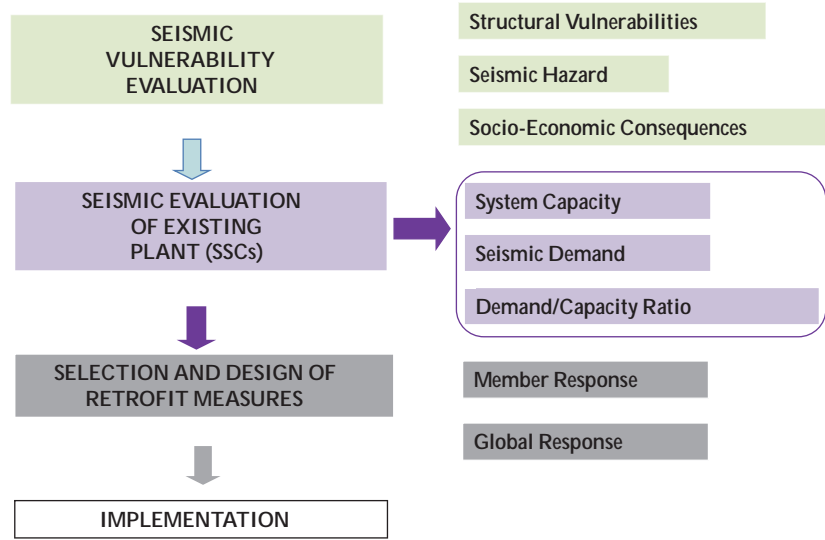 SEISMIC
VULNERABILITY
EVALUATION
Structural Vulnerabilities
Seismic Hazard
Socio-Economic Consequences
SEISMIC EVALUATION
OF EXISTING
PLANT (SSCs)
System Capacity
Seismic Demand
Demand/Capacity Ratio
SELECTION AND DESIGN OF
RETROFIT MEASURES
Member Response
Global Response
IMPLEMENTATION